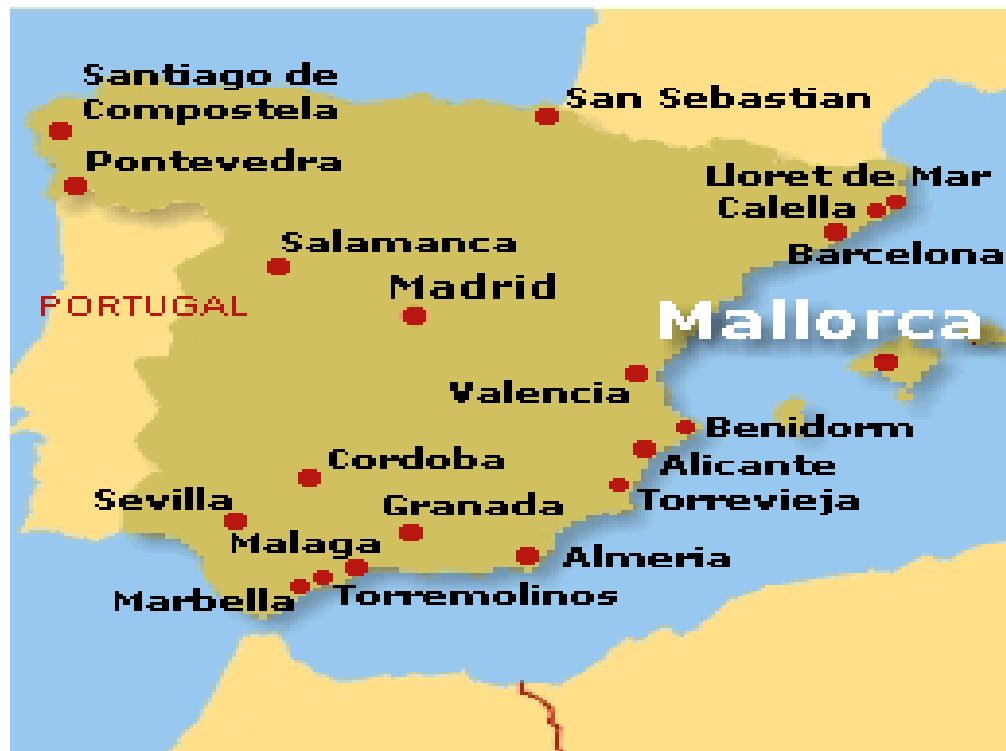 Santiago de
Compostela
San Sebastian
Pontevedra
Lloret de Mar
Calella
Salamanca
Barcelona
Madrid
PORTUGAL
Mallorca
Valencia
Benidorm
Cordoba
Alicante
Sevilla
Granada
Torrevieja
Malaga
Almeria
Marbella
Torremolinos